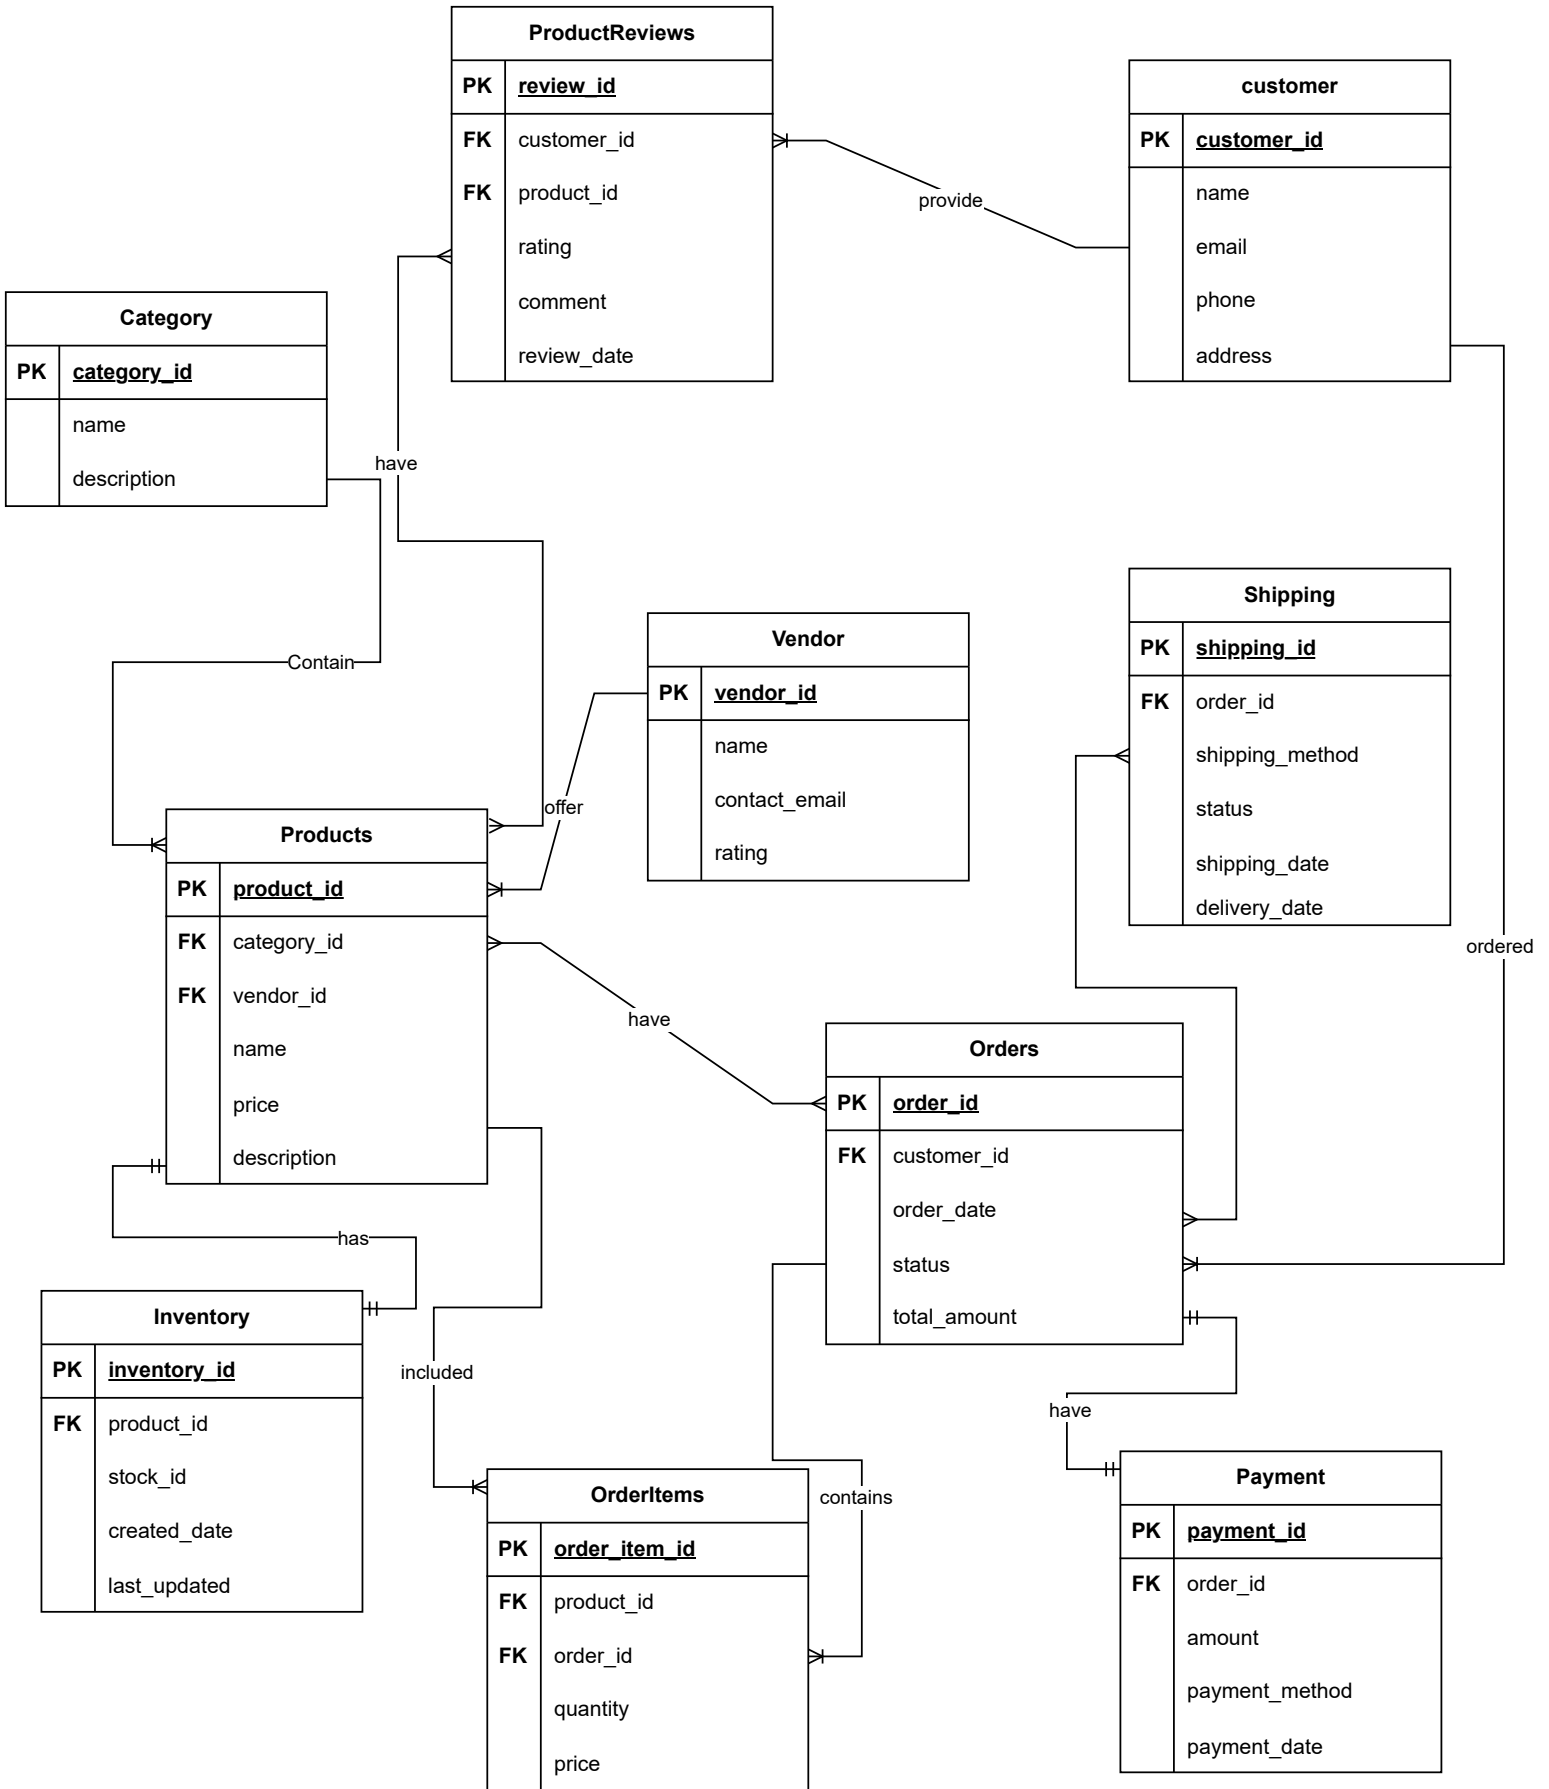 ProductReviews
PK review_id
FK customer_id
FK product_id
rating
comment
review_date
customer
PK customer_id
name
email
phone
address
provide
Category
PK category_id
name
description
have
Contain
Vendor
PK vendor_id
name
contact_email
rating
offer
Shipping
PK shipping_id
FK order_id
shipping_method
status
shipping_date
delivery_date
ordered
Products
PK product_id
FK category_id
FK vendor_id
name
price
description
have
Orders
PK order_id
FK customer_id
order_date
status
total_amount
has
Inventory
PK inventory_id
FK product_id
stock_id
created_date
last_updated
included
have
contains
OrderItems
PK order_item_id
FK product_id
FK order_id
quantity
price
Payment
PK payment_id
FK order_id
amount
payment_method
payment_date